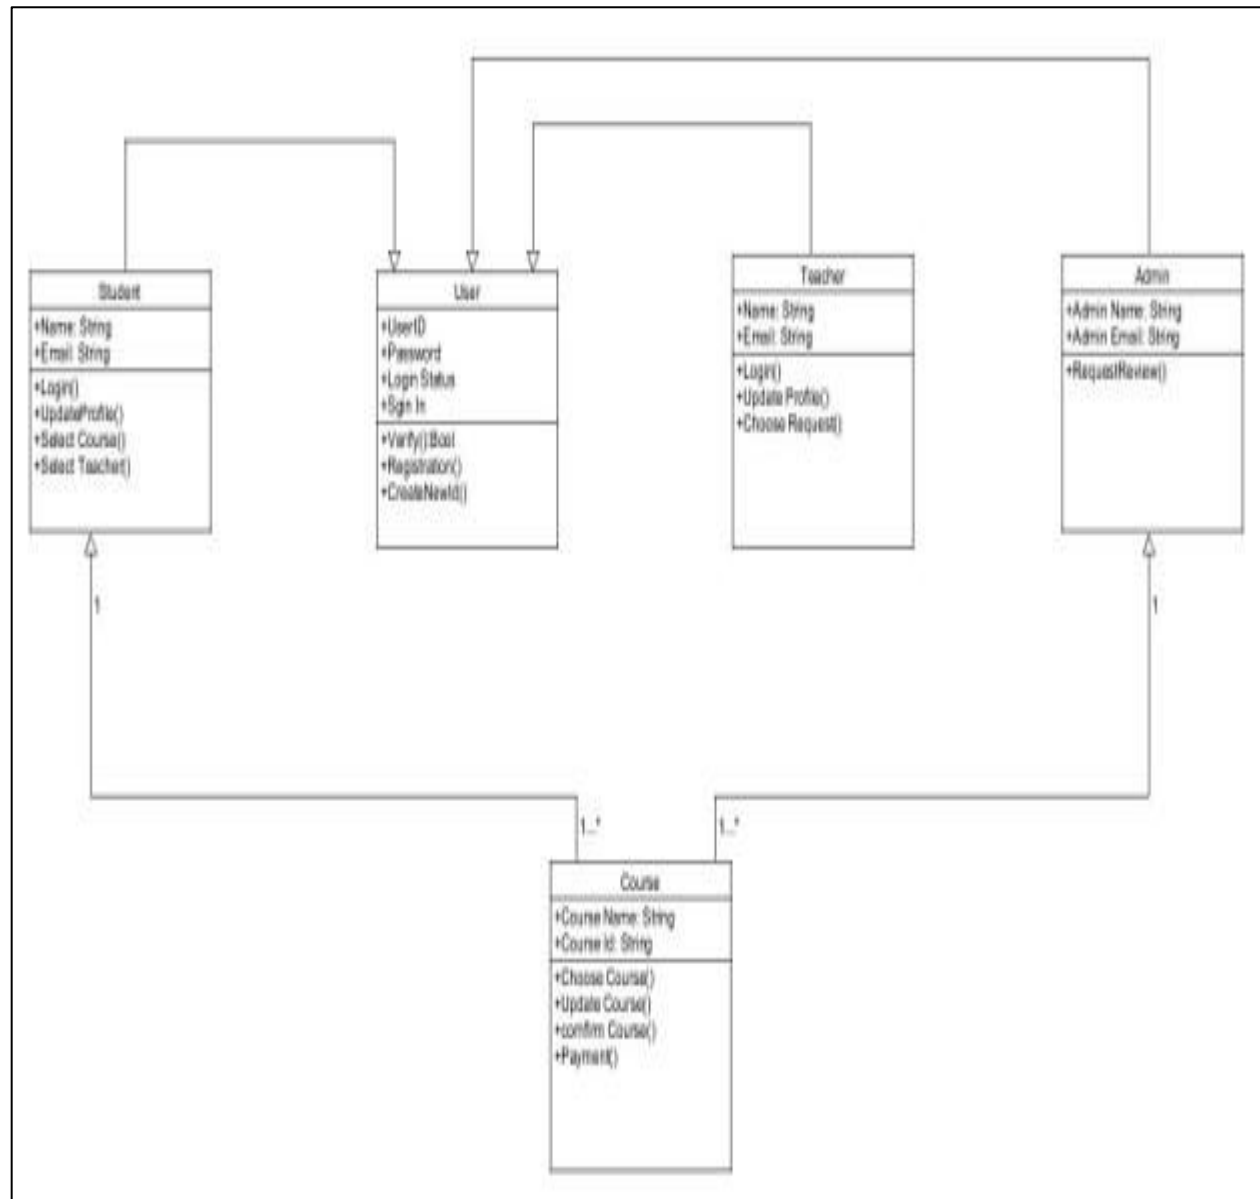 Student
+Name: String
+Email: String
+Login()
+UpdateProfile()
+Select Course()
+Select Teacher()
User
+UserID
+Password
+Login Status
+Sgin In
+Verify():Bool
+Registration()
+CreateNewId()
Teacher
+Name: String
+Email: String
+Login()
+Update Profile()
+Choose Request()
Admin
+Admin Name: String
+Admin Email: String
+RequestReview()
1
1
1...*
1...*
Course
+Course Name: String
+Course Id: String
+Choose Course()
+Update Course()
+comfirm Course()
+Payment()